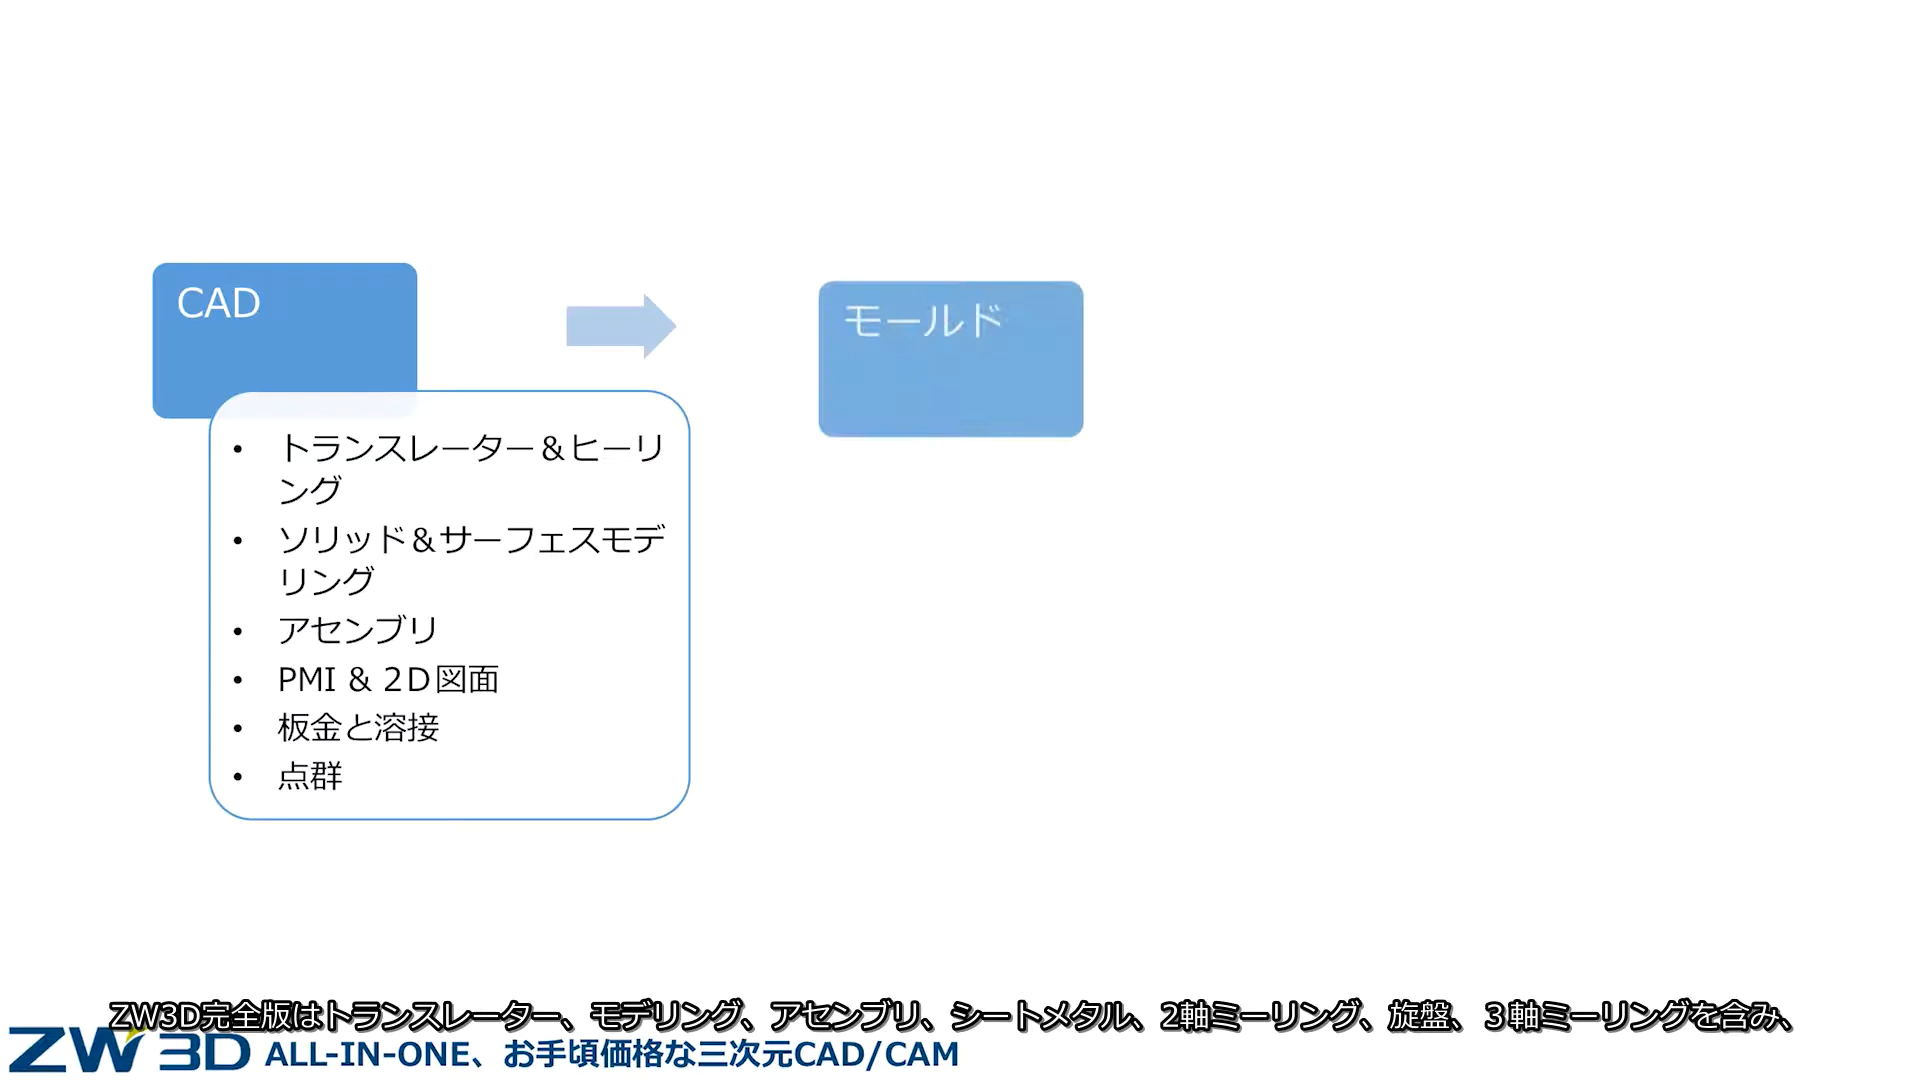 CAD
モールド
• トランスレーター＆ヒーリ
ング
• ソリッド＆サーフェスモデ
リング
• アセンブリ
• PMI & 2D図面
• 板金と溶接
• 点群
ZW3D完全版はトランスレーター、モデリング、アセンブリ、シートメタル、2軸ミーリング、旋盤、３軸ミーリングを含み、
ZW3D ALL-IN-ONE、お手頃価格な三次元CAD/CAM